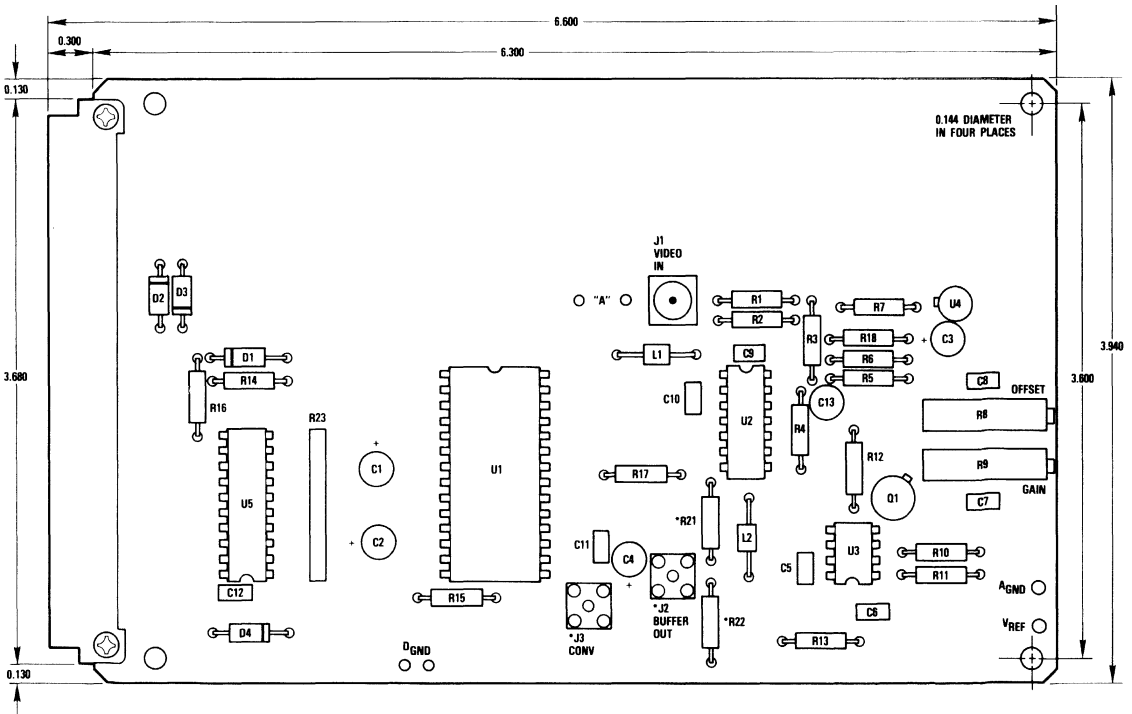 6.600
0.300
6.300
0.130
0.144 DIAMETER
IN FOUR PLACES
J1
VIDEO
IN
D2
D3
"A"
R1
R2
R3
R7
U4
+ C3
R18
R6
R5
3.680
3.940
3.600
D1
R14
R16
R23
L1
C9
C10
U2
C13
R4
C8
OFFSET
R8
R9
GAIN
C7
R12
Q1
+
C1
U1
R17
U5
*R21
L2
+ C2
C11
C4
+
C5
U3
R10
R11
AGND
C12
R15
*J2
BUFFER
OUT
*R22
C6
VREF
D4
*J3
CONV
R13
DGND
0.130